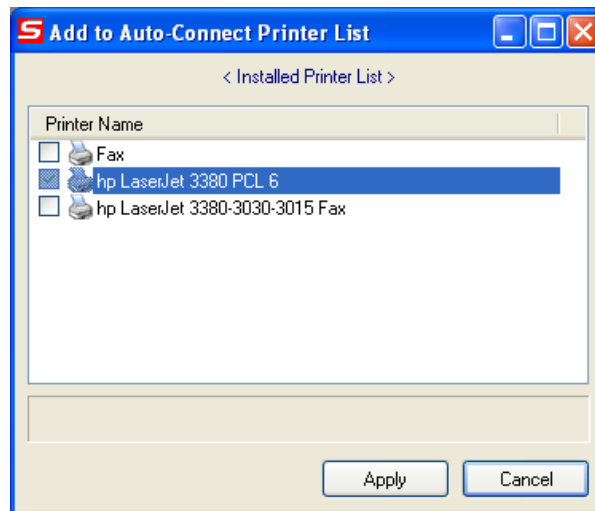 S Add to Auto-Connect Printer List
< Installed Printer List >
Printer Name
Fax
hp LaserJet 3380 PCL 6
hp LaserJet 3380-3030-3015 Fax
Apply Cancel